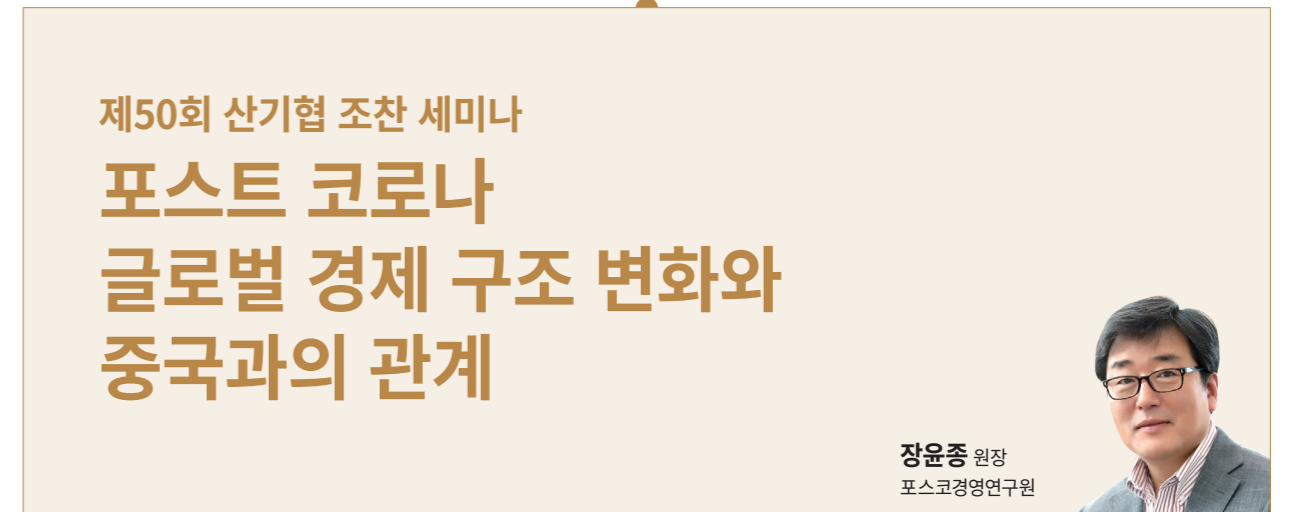 제50회 산기협 조찬 세미나
포스트 코로나
글로벌 경제 구조 변화와
중국과의 관계
장윤종 원장
포스코경영연구원